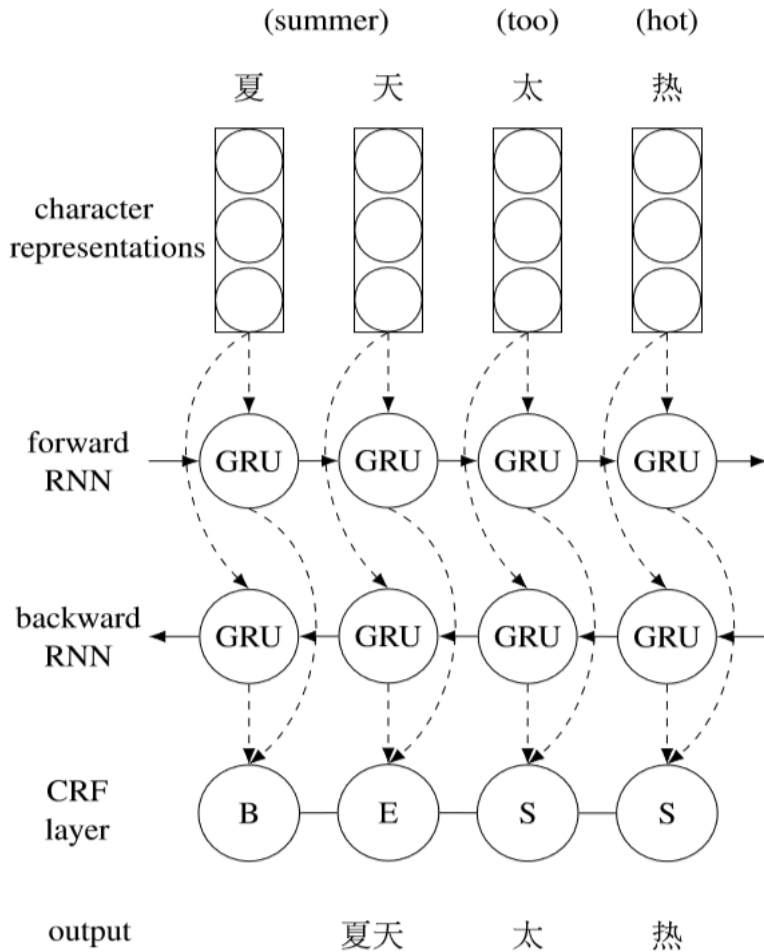 (summer) (too) (hot)
夏 天 太 热
character
representations
forward
RNN
GRU GRU GRU GRU
backward
RNN
GRU GRU GRU GRU
CRF
layer
B E S S
output 夏天 太 热